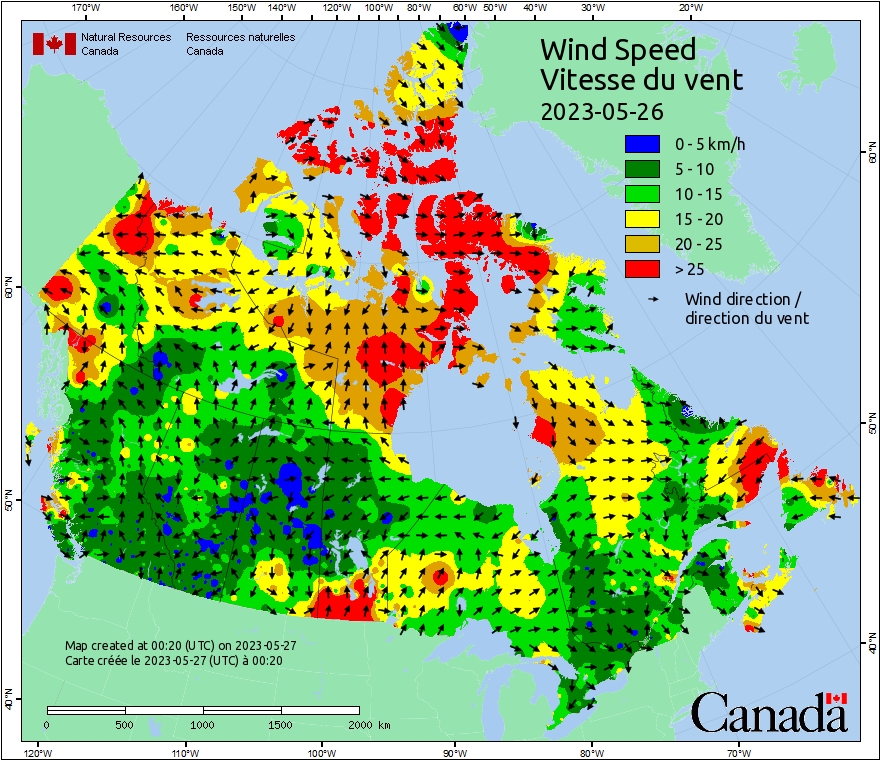 170°W 160°W 150°W 140°W 120°W 100°W 80°W 60°W 50°W 40°W 30°W 20°W
Natural Resources Ressources naturelles
Canada Canada
Wind Speed
Vitesse du vent
2023-05-26
0 - 5 km/h
5 - 10
10 - 15
15 - 20
20 - 25
> 25
Wind direction /
direction du vent
60°N
50°N
40°N
60°N
50°N
40°N
Map created at 00:20 (UTC) on 2023-05-27
Carte créée le 2023-05-27 (UTC) à 00:20
0 500 1000 1500 2000 km
Canada
120°W 110°W 100°W 90°W 80°W 70°W